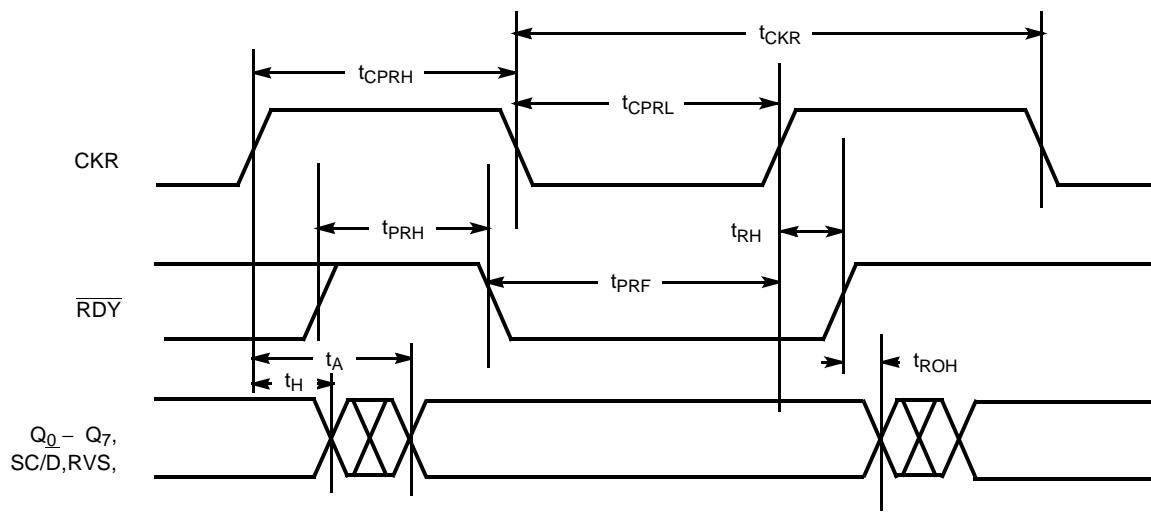 tCKR
tCPRH
tCPRL
CKR
tPRH
tRH
tPRF
RDY
tA
tROH
tH
Q0 – Q7,
SC/D,RVS,